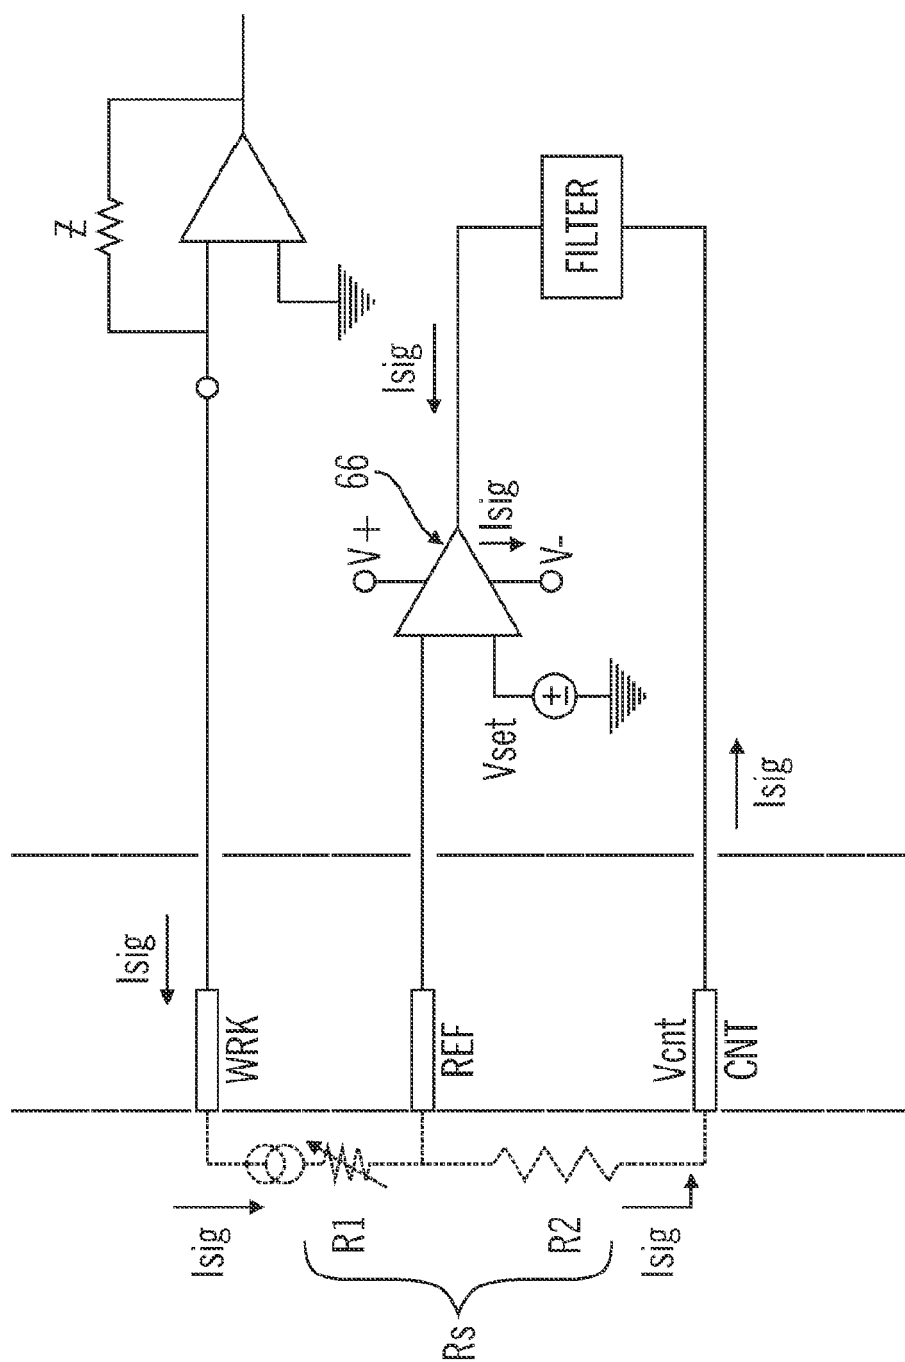 Z
Isig
Isig
WRK
R1
66
V+
Isig
Rs
REF
Isig
Vset
±
V-
R2
FILTER
Isig
Vcnt
CNT
Isig